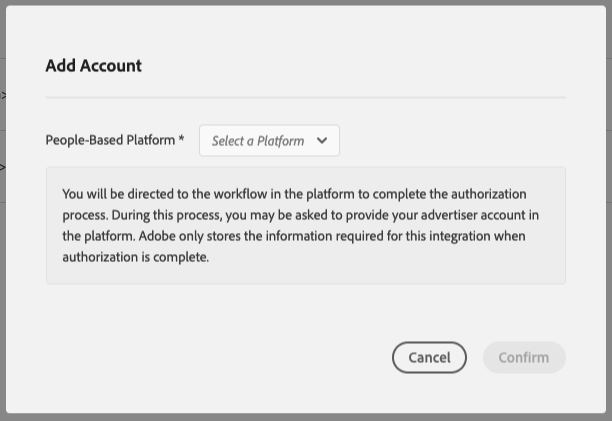 Add Account
People-Based Platform * Select a Platform
You will be directed to the workflow in the platform to complete the authorization
process. During this process, you may be asked to provide your advertiser account in
the platform. Adobe only stores the information required for this integration when
authorization is complete.
Cancel Confirm